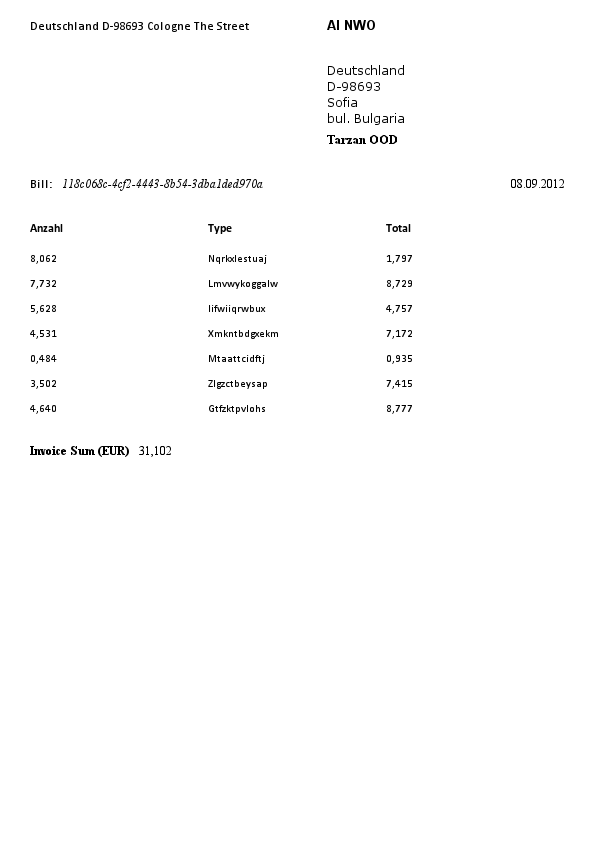 Deutschland D-98693 Cologne The Street
AI NWO
Deutschland
D-98693
Sofia
bul. Bulgaria
Tarzan OOD
Bill: 118c068c-4cf2-4443-8b54-3dba1ded970a 08.09.2012
Anzahl Type Total
8,062 Nqrkxlestuaj 1,797
7,732 Lmvwykoggalw 8,729
5,628 Iifwiiqrwbux 4,757
4,531 Xmkntbdgxekm 7,172
0,484 Mtaattcidftj 0,935
3,502 Zlgzctbeysap 7,415
4,640 Gtfzktpvlohs 8,777
Invoice Sum (EUR) 31,102